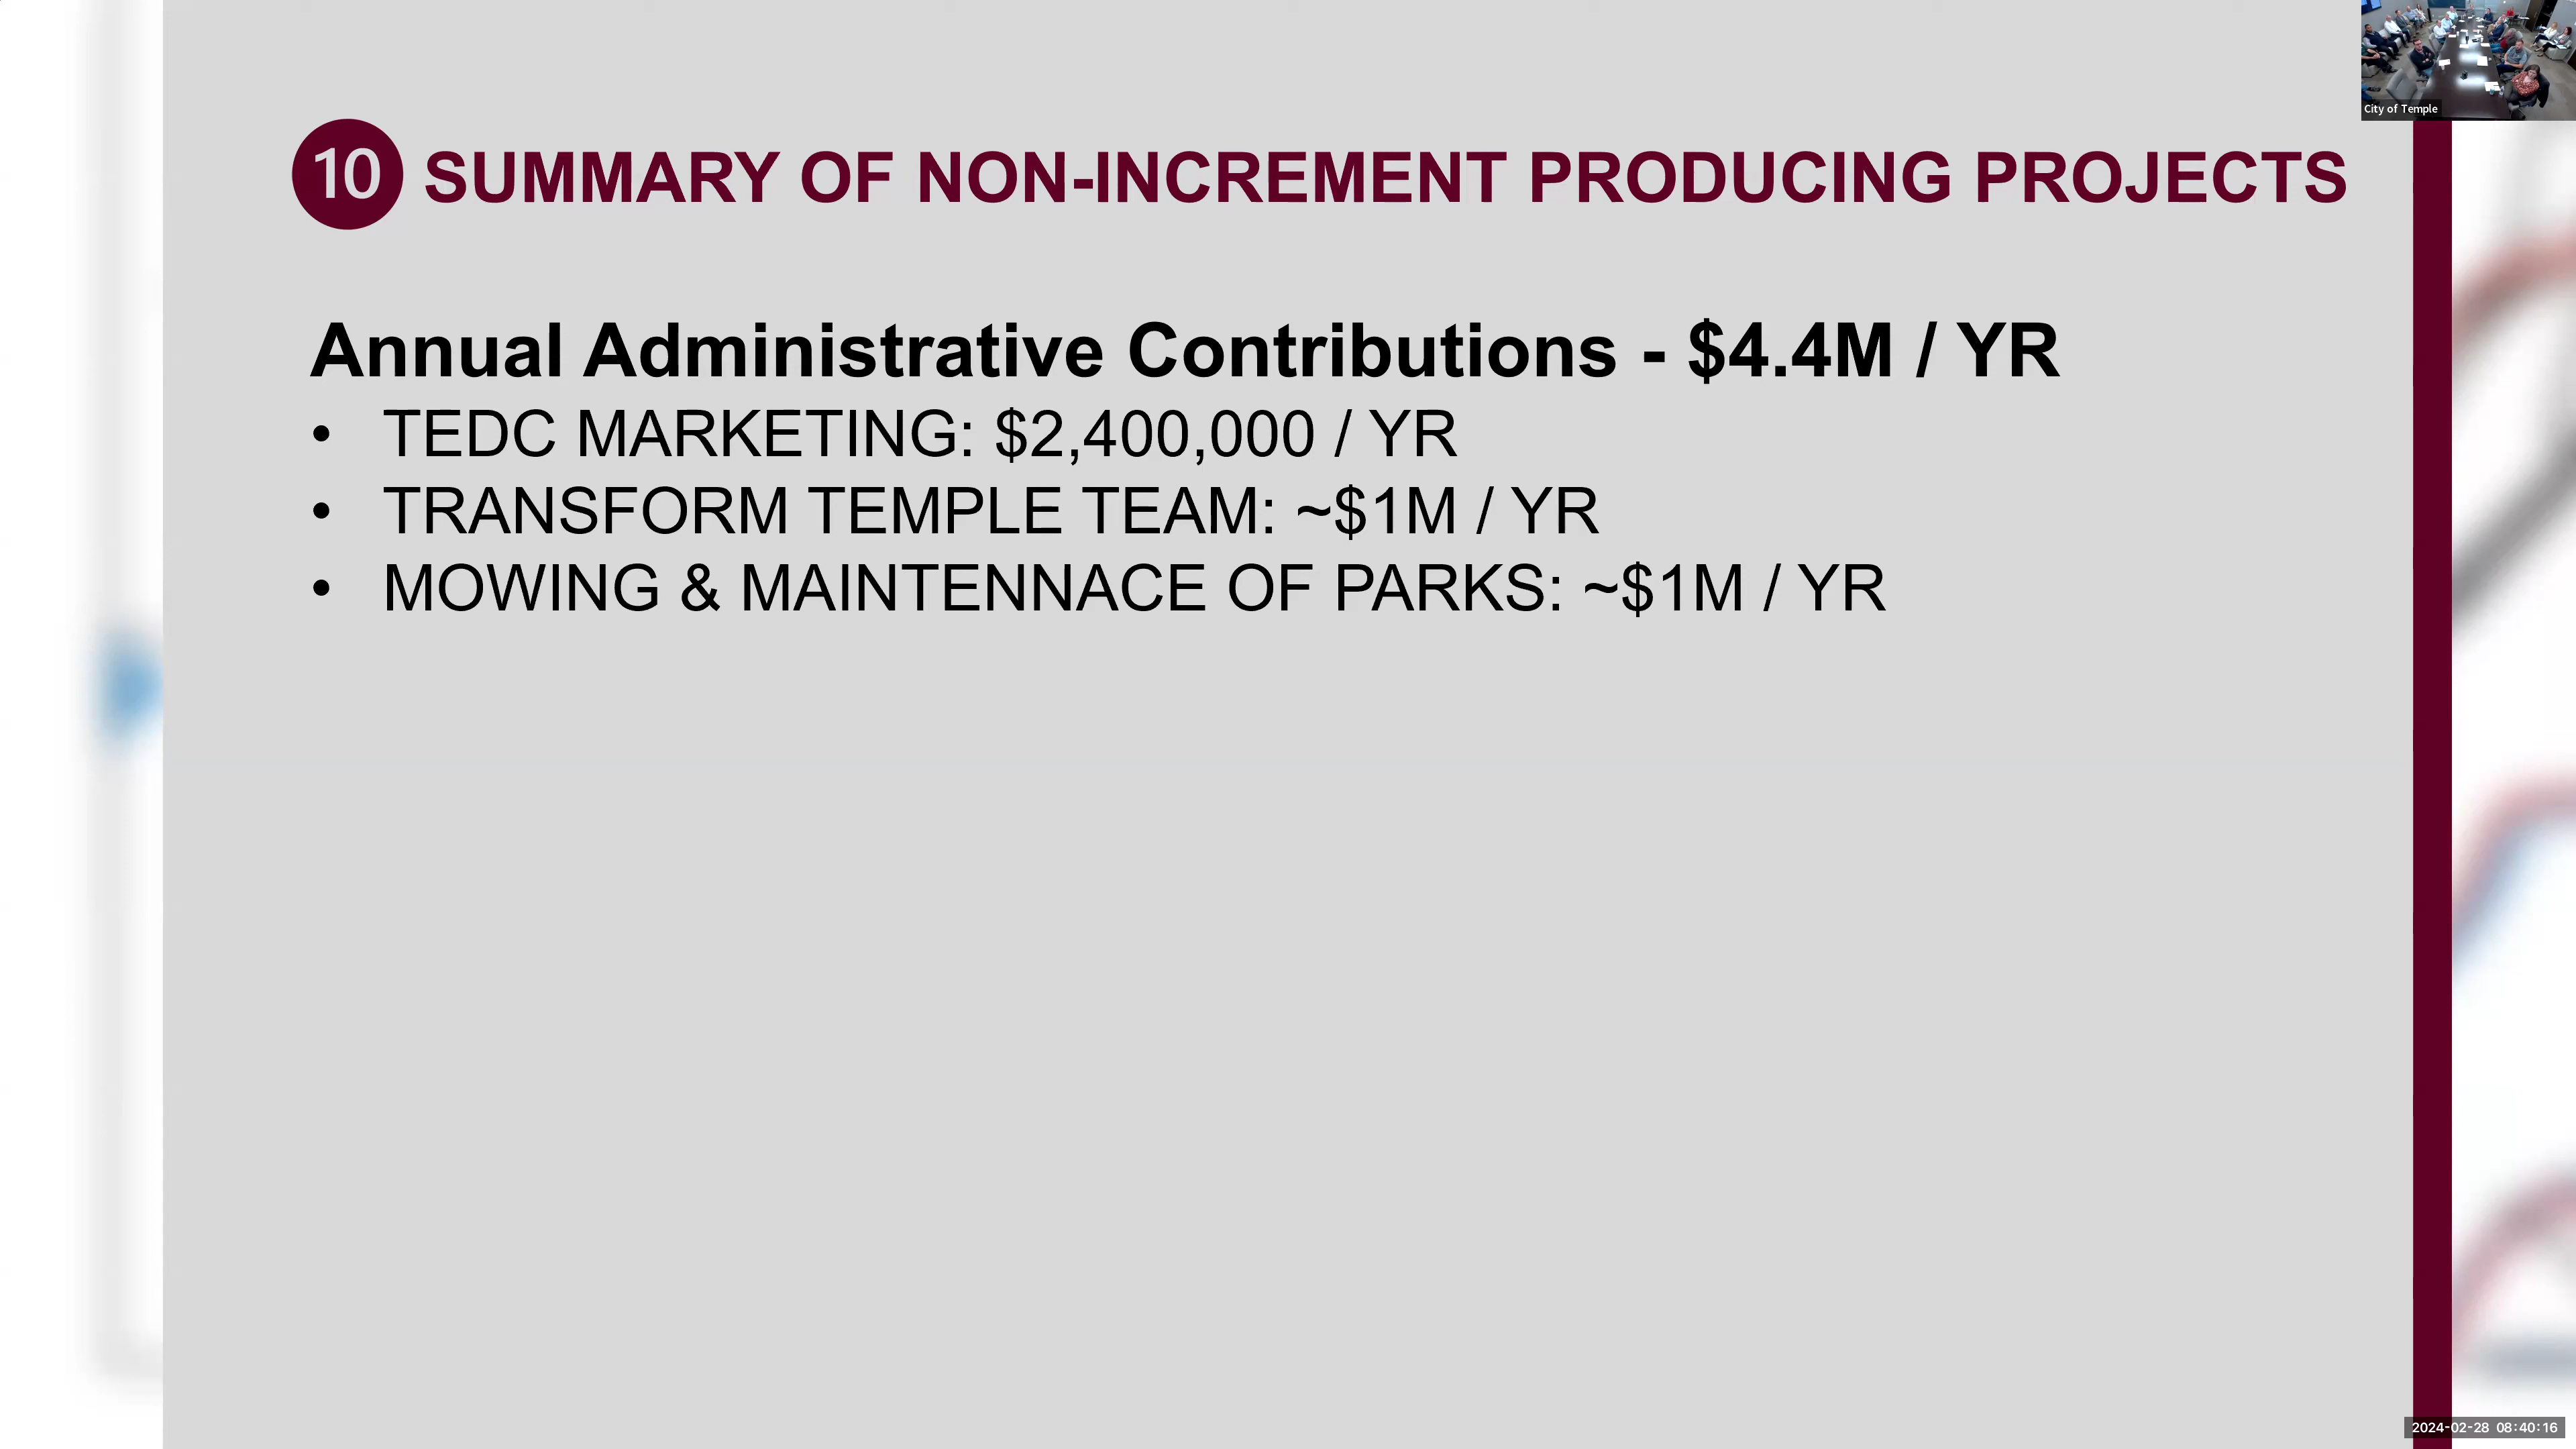 City of Temple
10 SUMMARY OF NON-INCREMENT PRODUCING PROJECTS
Annual Administrative Contributions - $4.4M / YR
• TEDC MARKETING: $2,400,000 / YR
• TRANSFORM TEMPLE TEAM: ~$1M / YR
• MOWING & MAINTENNACE OF PARKS: ~$1M / YR
2024-02-28 08:40:16